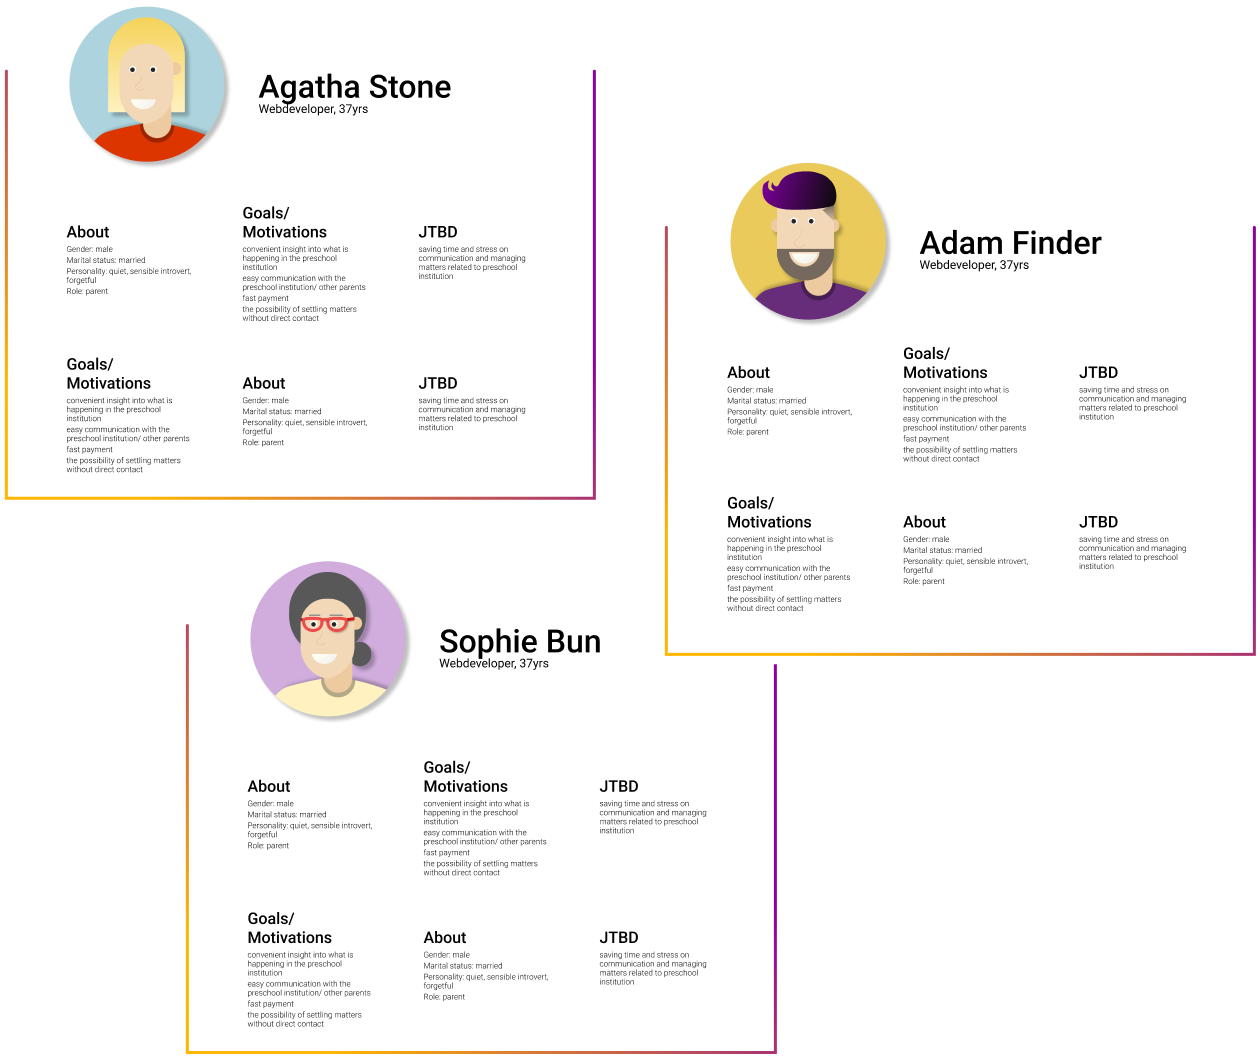 Agatha Stone
Webdeveloper, 37yrs
About
Gender: male
Marital status: married
Personality: quiet, sensible introvert,
forgetful
Role: parent
Goals/
Motivations
convenient insight into what is
happening in the preschool
institution
easy communication with the
preschool institution/ other parents
fast payment
the possibility of settling matters
without direct contact
JTBD
saving time and stress on
communication and managing
matters related to preschool
institution
Goals/
Motivations
convenient insight into what is
happening in the preschool
institution
easy communication with the
preschool institution/ other parents
fast payment
the possibility of settling matters
without direct contact
About
Gender: male
Marital status: married
Personality: quiet, sensible introvert,
forgetful
Role: parent
JTBD
saving time and stress on
communication and managing
matters related to preschool
institution
Adam Finder
Webdeveloper, 37yrs
About
Gender: male
Marital status: married
Personality: quiet, sensible introvert,
forgetful
Role: parent
Goals/
Motivations
convenient insight into what is
happening in the preschool
institution
easy communication with the
preschool institution/ other parents
fast payment
the possibility of settling matters
without direct contact
JTBD
saving time and stress on
communication and managing
matters related to preschool
institution
Goals/
Motivations
convenient insight into what is
happening in the preschool
institution
easy communication with the
preschool institution/ other parents
fast payment
the possibility of settling matters
without direct contact
About
Gender: male
Marital status: married
Personality: quiet, sensible introvert,
forgetful
Role: parent
JTBD
saving time and stress on
communication and managing
matters related to preschool
institution
Sophie Bun
Webdeveloper, 37yrs
About
Gender: male
Marital status: married
Personality: quiet, sensible introvert,
forgetful
Role: parent
Goals/
Motivations
convenient insight into what is
happening in the preschool
institution
easy communication with the
preschool institution/ other parents
fast payment
the possibility of settling matters
without direct contact
JTBD
saving time and stress on
communication and managing
matters related to preschool
institution
Goals/
Motivations
convenient insight into what is
happening in the preschool
institution
easy communication with the
preschool institution/ other parents
fast payment
the possibility of settling matters
without direct contact
About
Gender: male
Marital status: married
Personality: quiet, sensible introvert,
forgetful
Role: parent
JTBD
saving time and stress on
communication and managing
matters related to preschool
institution